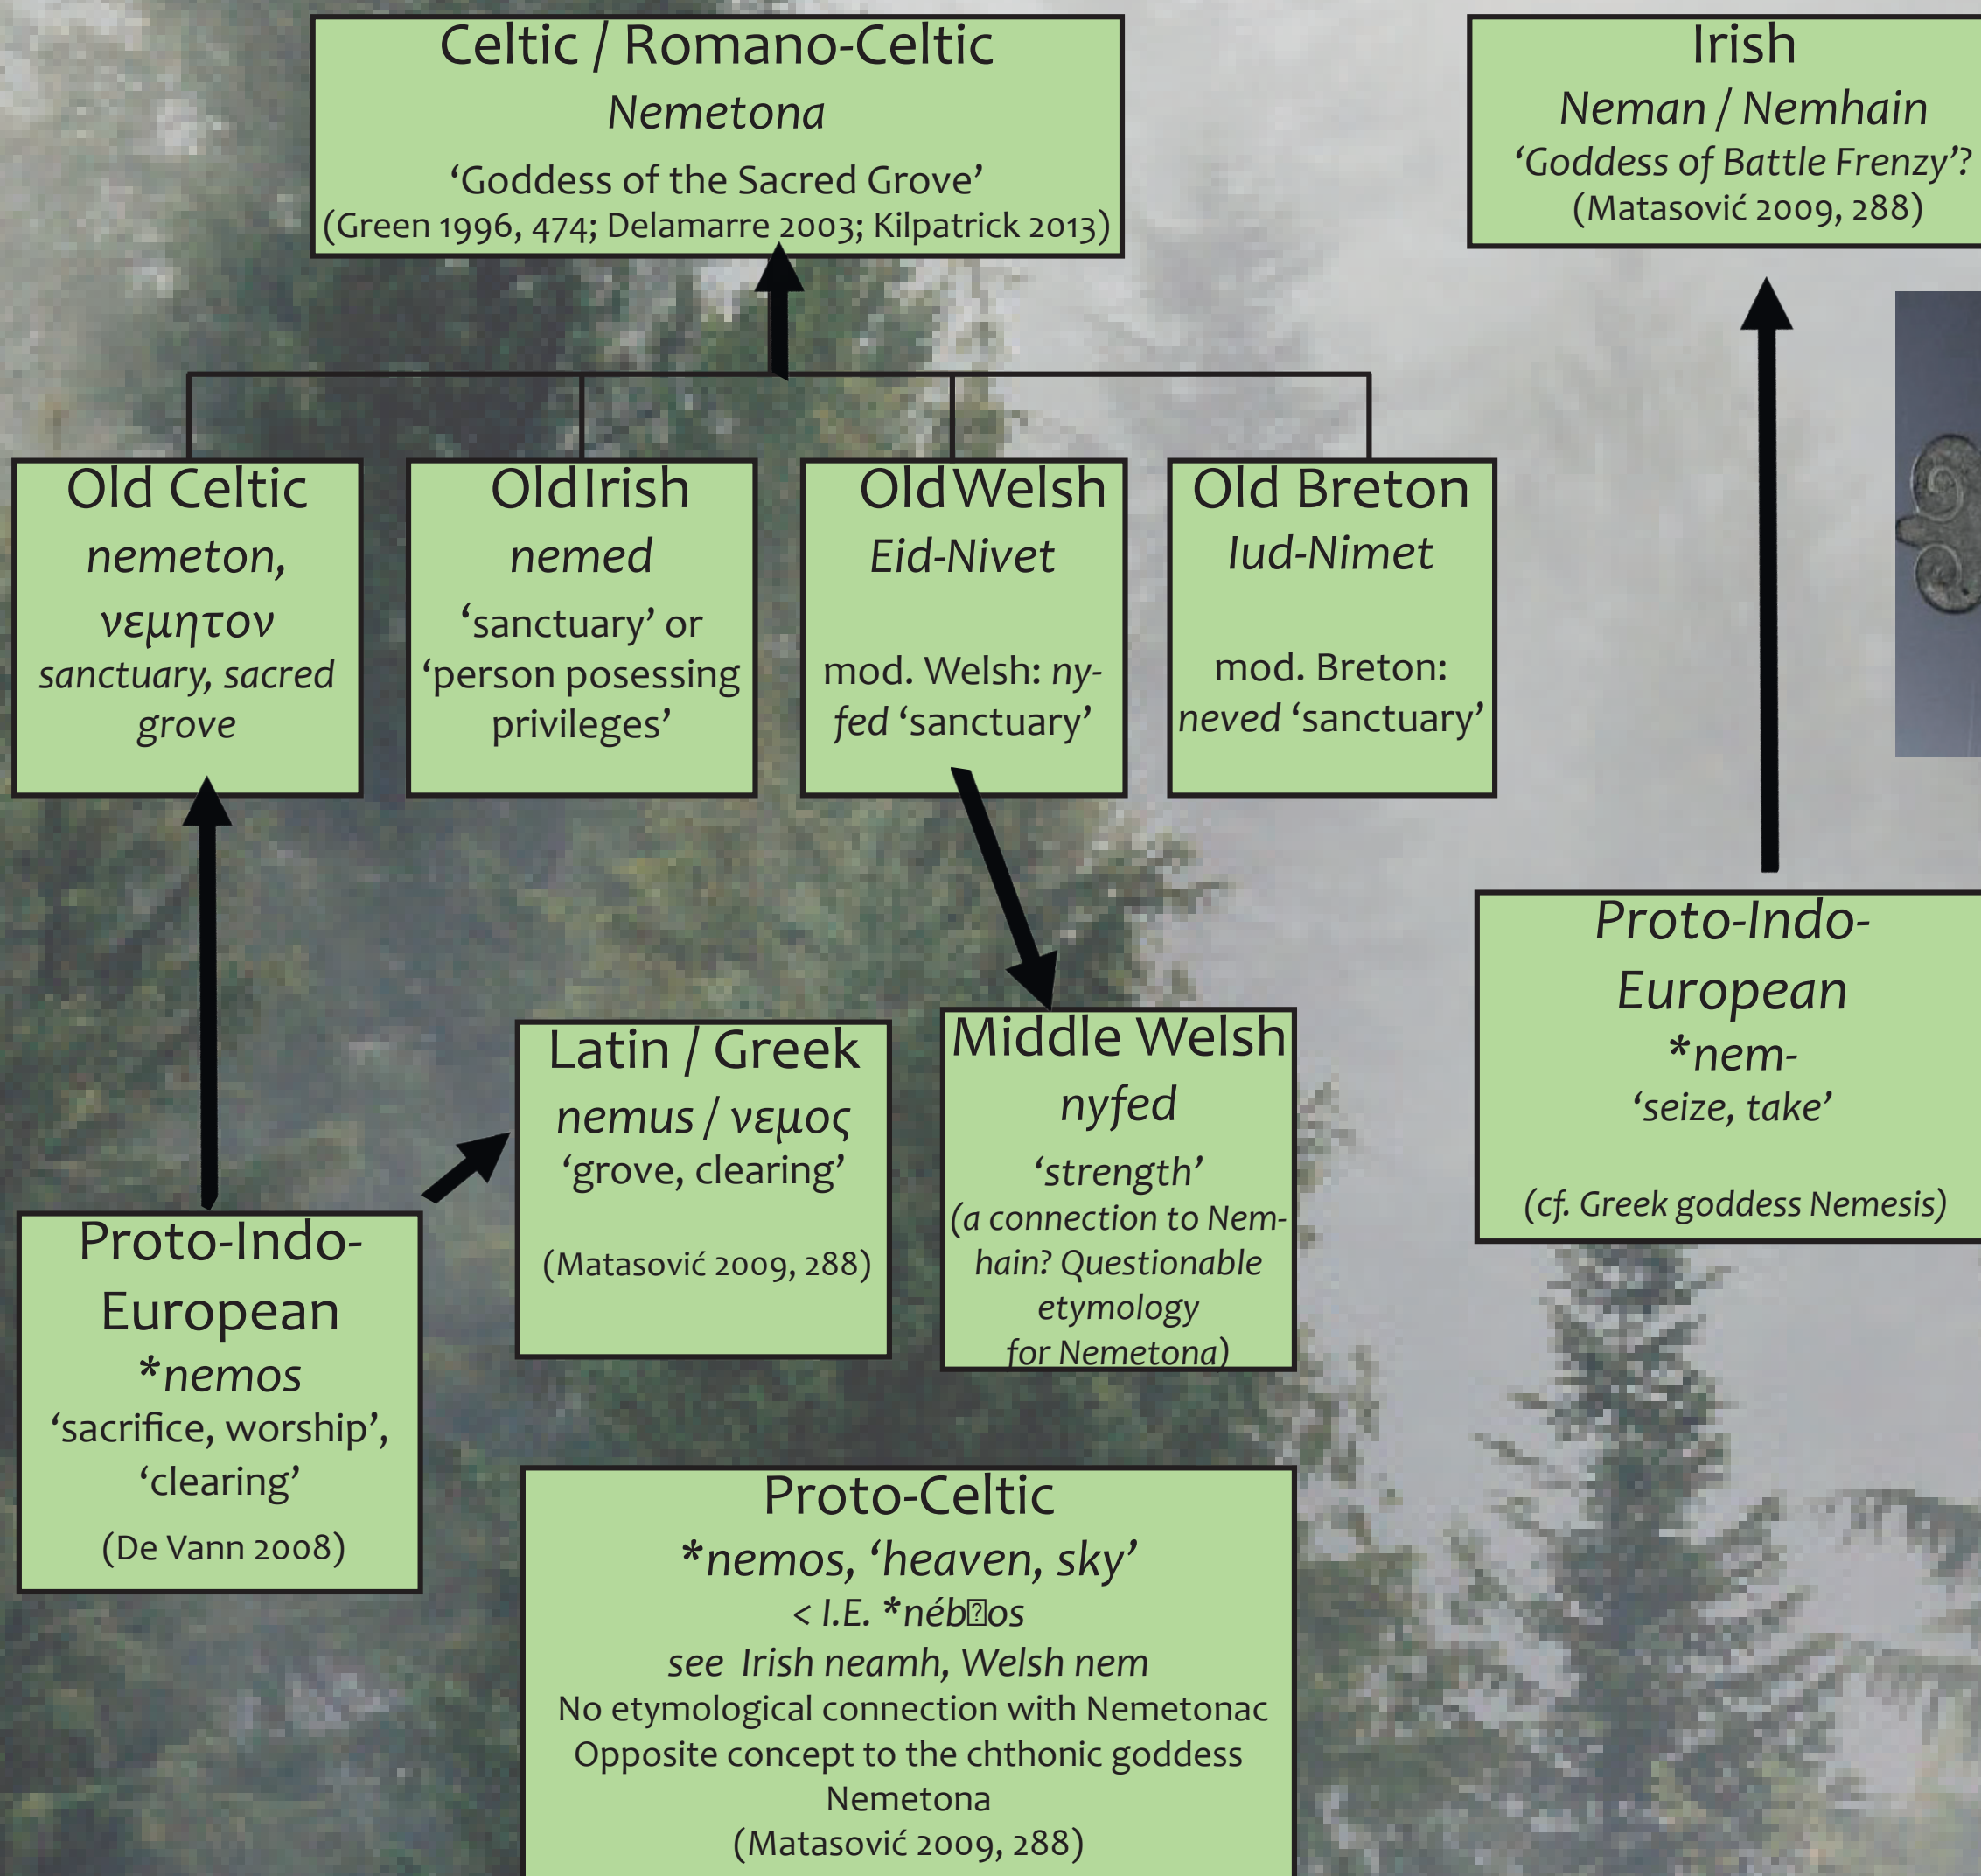 Celtic / Romano-Celtic
Nemetona
‘Goddess of the Sacred Grove’
(Green 1996, 474; Delamarre 2003; Kilpatrick 2013)
Irish
Neman / Nemhain
‘Goddess of Battle Frenzy’?
(Matasović 2009, 288)
Old Celtic
nemeton,
νεμητον
sanctuary, sacred
grove
Old Irish
nemed
‘sanctuary’ or
‘person posessing
privileges’
Old Welsh
Eid-Nivet
mod. Welsh: ny-
fed ‘sanctuary’
Old Breton
Iud-Nimet
mod. Breton:
neved ‘sanctuary’
Latin / Greek
nemus / νεμος
‘grove, clearing’
(Matasović 2009, 288)
Middle Welsh
nyfed
‘strength’
(a connection to Nem-
hain? Questionable
etymology
for Nemetona)
Proto-Indo-
European
*nem-
‘seize, take’
(cf. Greek goddess Nemesis)
Proto-Indo-
European
*nemos
‘sacrifice, worship’,
‘clearing’
(De Vann 2008)
Proto-Celtic
*nemos, ‘heaven, sky’
< I.E. *néb⍰os
see Irish neamh, Welsh nem
No etymological connection with Nemetonac
Opposite concept to the chthonic goddess
Nemetona
(Matasović 2009, 288)